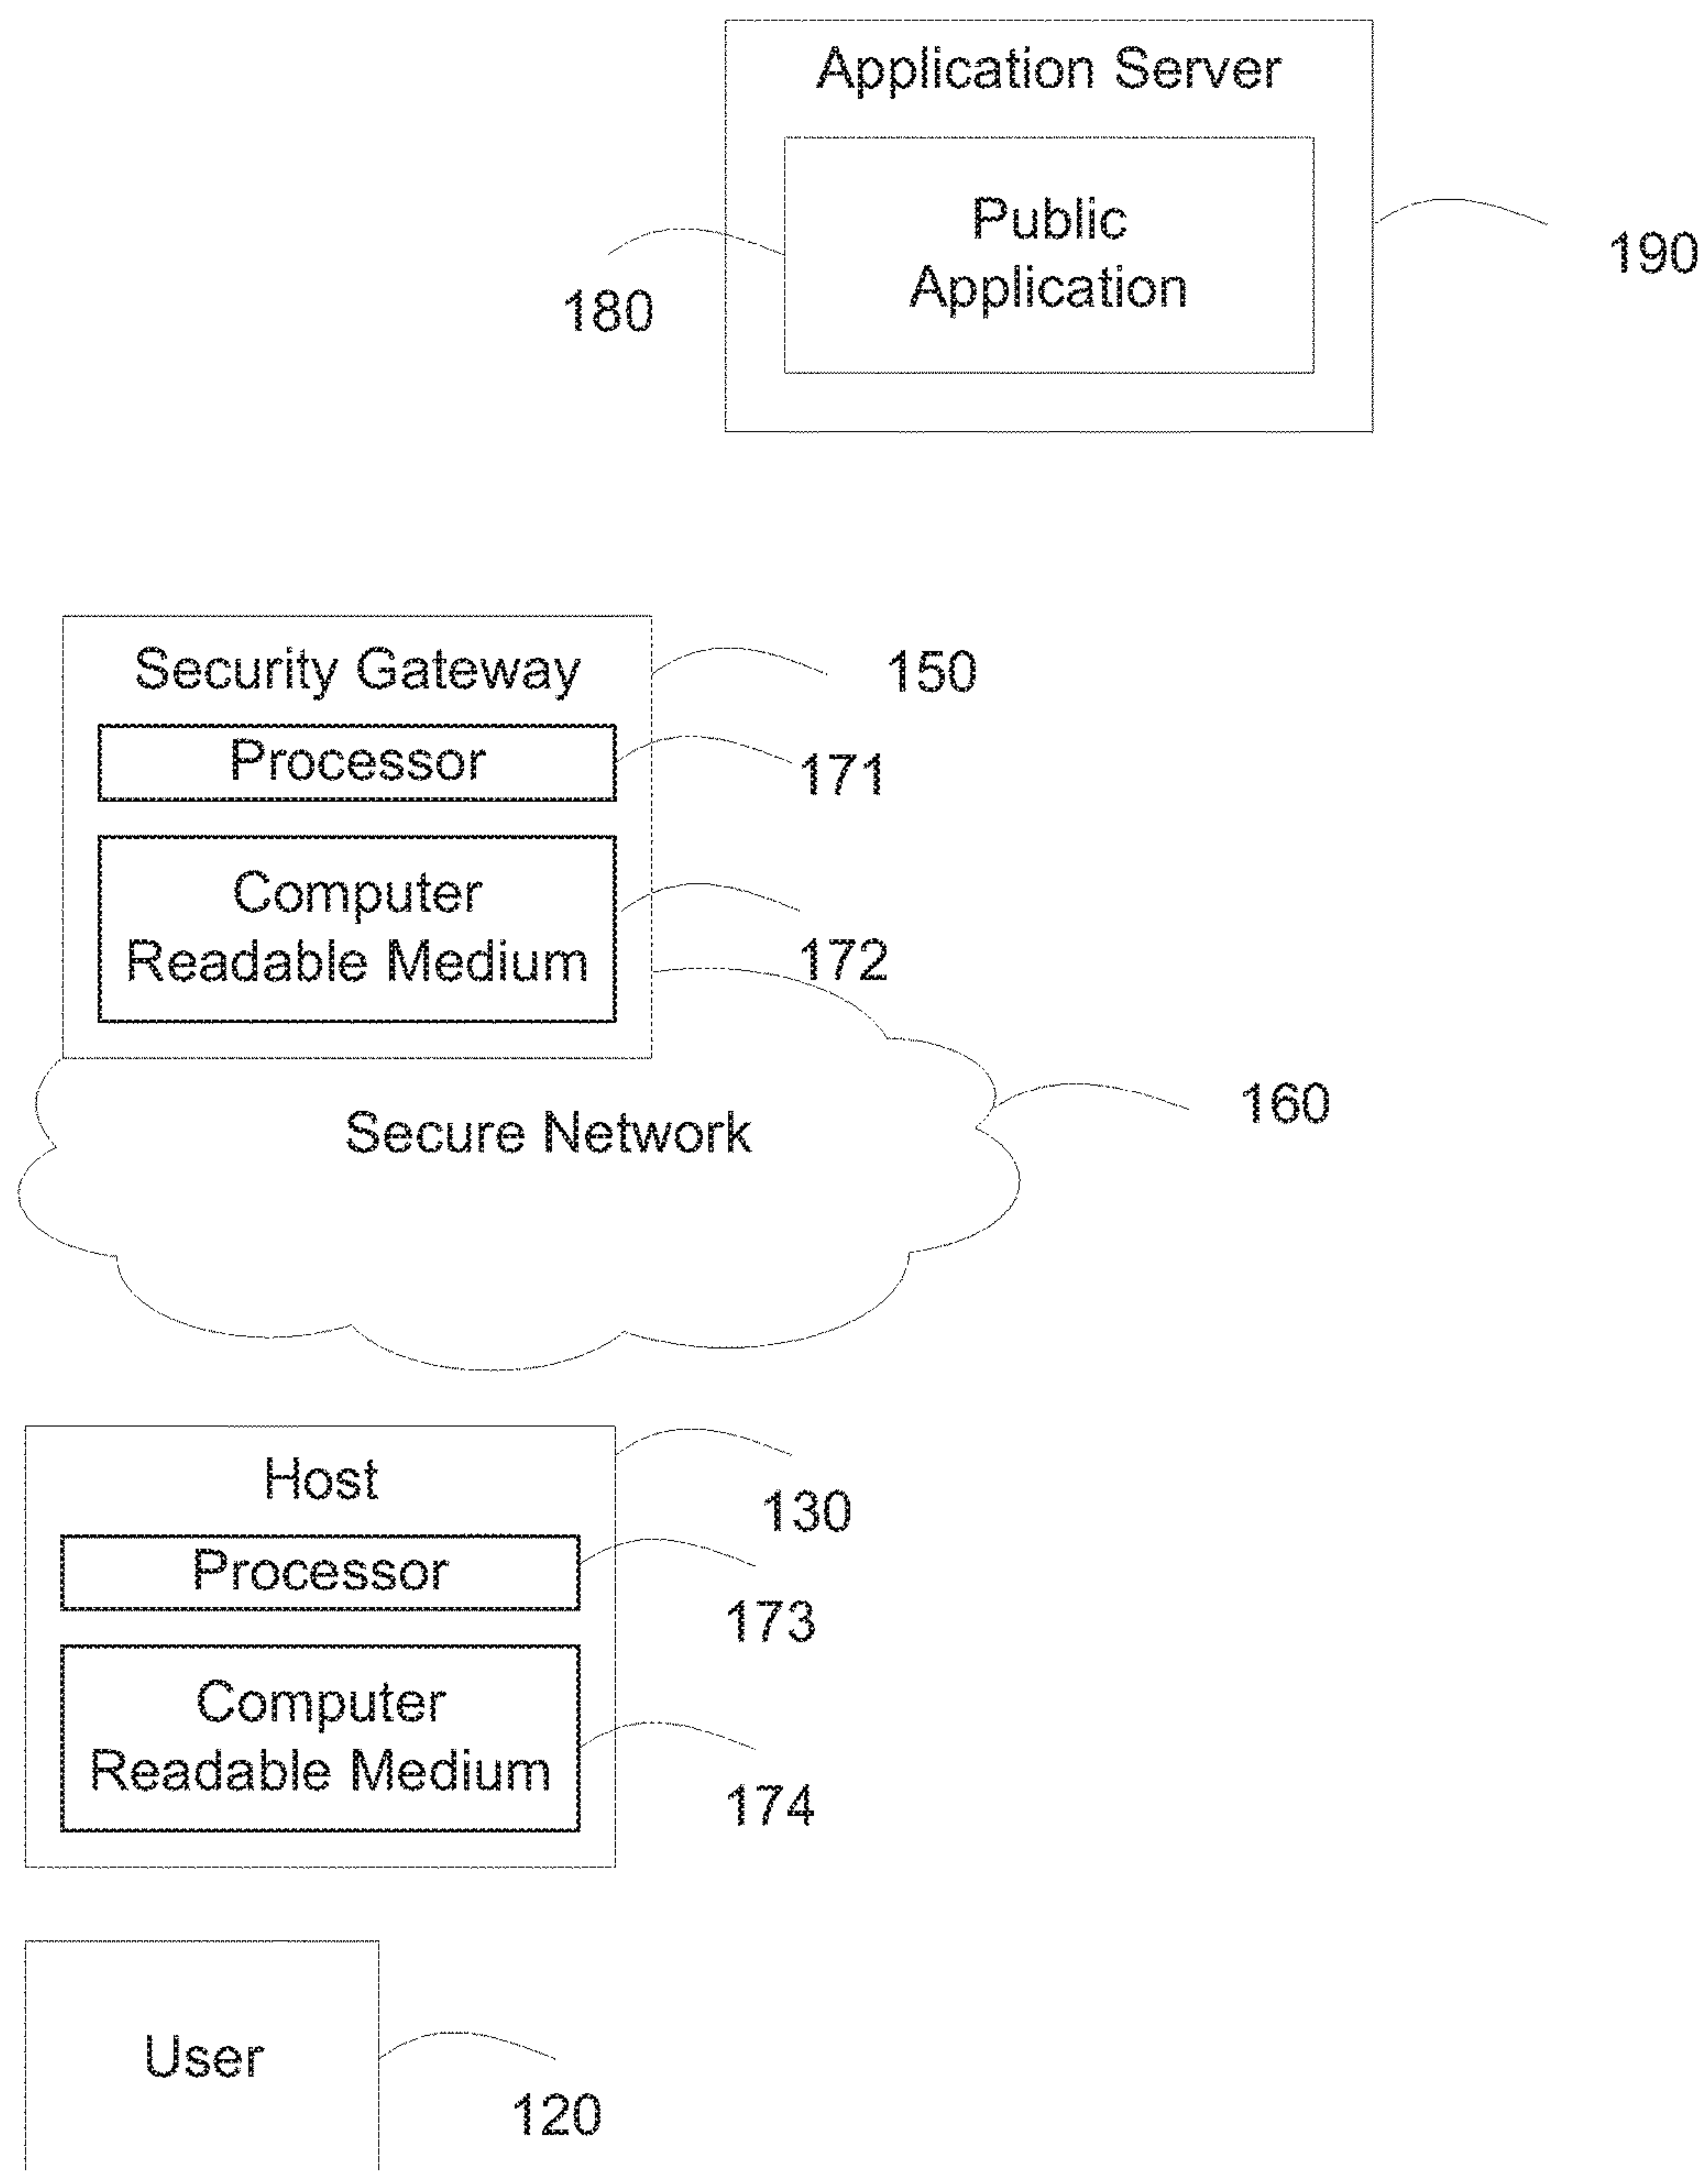 Application Server
Public
Application
190
180
Security Gateway
150
Processor
171
Computer
Readable Medium
172
Secure Network
160
Host
130
Processor
173
Computer
Readable Medium
174
User
120